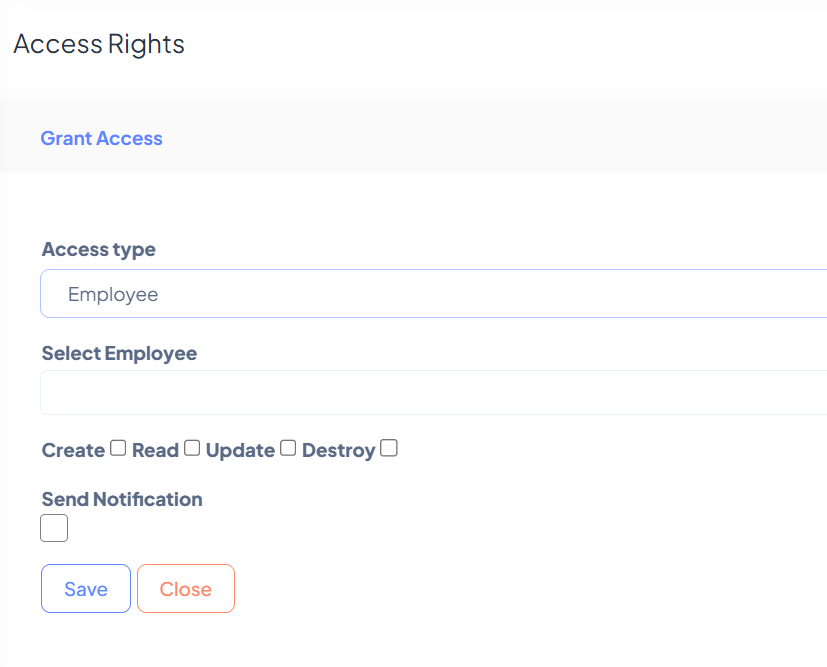 Access Rights
Grant Access
Access type
Employee
Select Employee
Create Read Update Destroy
Send Notification
Save Close